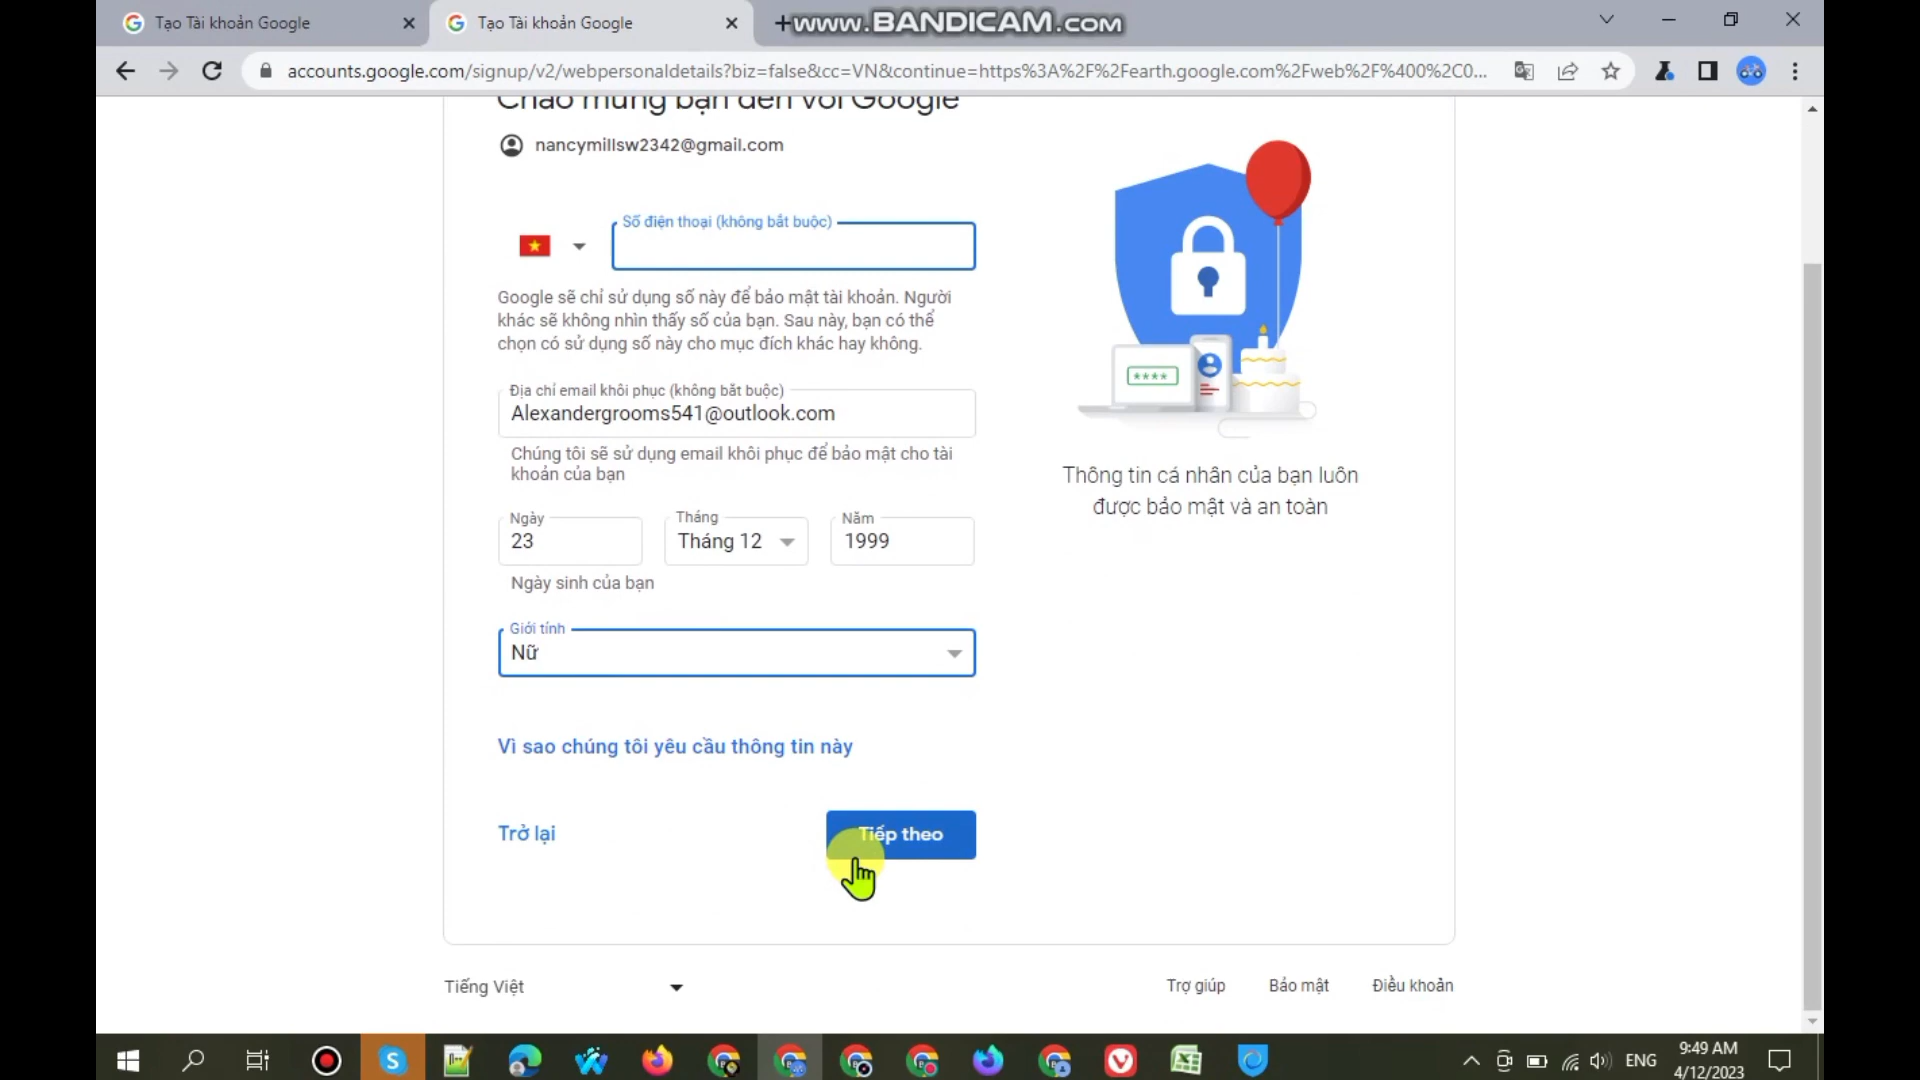 Tạo Tài khoản Google
Tạo Tài khoản Google
www.BANDICAM.com
accounts.google.com/signup/v2/webpersonaldetails?biz=false&cc=VN&continue=https%3A%2F%2Fearth.google.com%2Fweb%2F%400%2C0...
Chào mừng bạn đến với Google
nancymillsw2342@gmail.com
Số điện thoại (không bắt buộc)
Google sẽ chỉ sử dụng số này để bảo mật tài khoản. Người
khác sẽ không nhìn thấy số của bạn. Sau này, bạn có thể
chọn có sử dụng số này cho mục đích khác hay không.
Địa chỉ email khôi phục (không bắt buộc)
Alexandergrooms541@outlook.com
Chúng tôi sẽ sử dụng email khôi phục để bảo mật cho tài
khoản của bạn
Ngày
Tháng
Năm
23
Tháng 12
1999
Ngày sinh của bạn
Giới tính
Nữ
Vì sao chúng tôi yêu cầu thông tin này
Trở lại
Tiếp theo
****
Thông tin cá nhân của bạn luôn
được bảo mật và an toàn
Tiếng Việt
Trợ giúp
Bảo mật
Điều khoản
ENG
9:49 AM
4/12/2023